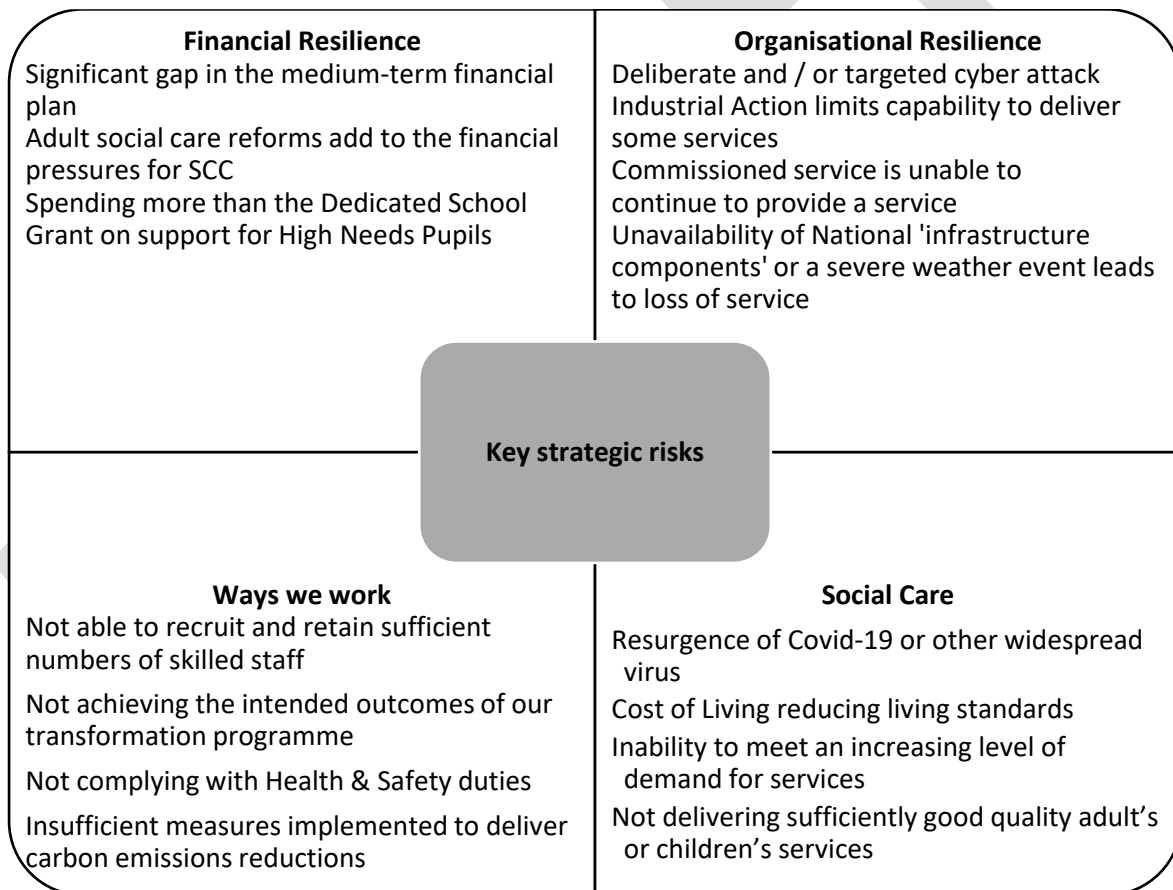 Financial Resilience
Significant gap in the medium-term financial
plan
Adult social care reforms add to the financial
pressures for SCC
Spending more than the Dedicated School
Grant on support for High Needs Pupils
Organisational Resilience
Deliberate and / or targeted cyber attack
Industrial Action limits capability to deliver
some services
Commissioned service is unable to
continue to provide a service
Unavailability of National 'infrastructure
components' or a severe weather event leads
to loss of service
Key strategic risks
Ways we work
Not able to recruit and retain sufficient
numbers of skilled staff
Not achieving the intended outcomes of our
transformation programme
Not complying with Health & Safety duties
Insufficient measures implemented to deliver
carbon emissions reductions
Social Care
Resurgence of Covid-19 or other widespread
virus
Cost of Living reducing living standards
Inability to meet an increasing level of
demand for services
Not delivering sufficiently good quality adult’s
or children’s services